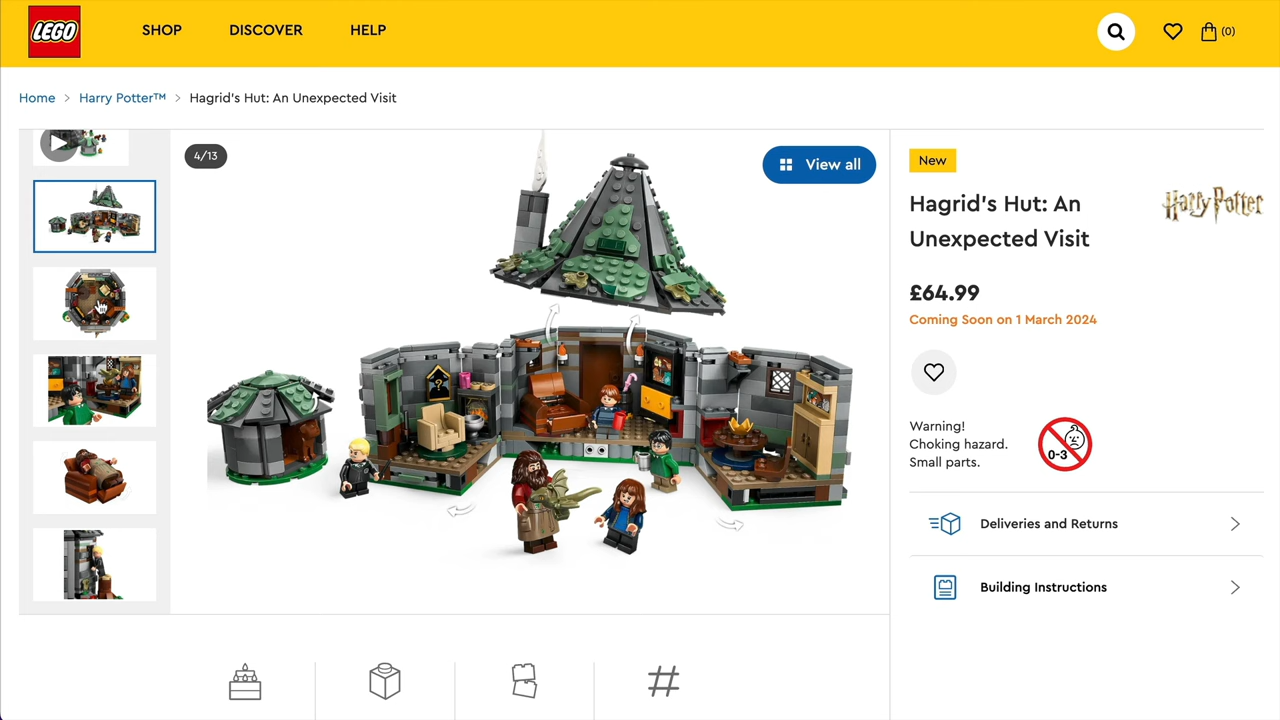 LEGO
SHOP
DISCOVER
HELP
(0)
Home > Harry Potter™ > Hagrid's Hut: An Unexpected Visit
4/13
View all
New
Hagrid's Hut: An
Unexpected Visit
Harry Potter
£64.99
Coming Soon on 1 March 2024
Warning!
Choking hazard.
Small parts.
0-3
Deliveries and Returns
Building Instructions
#